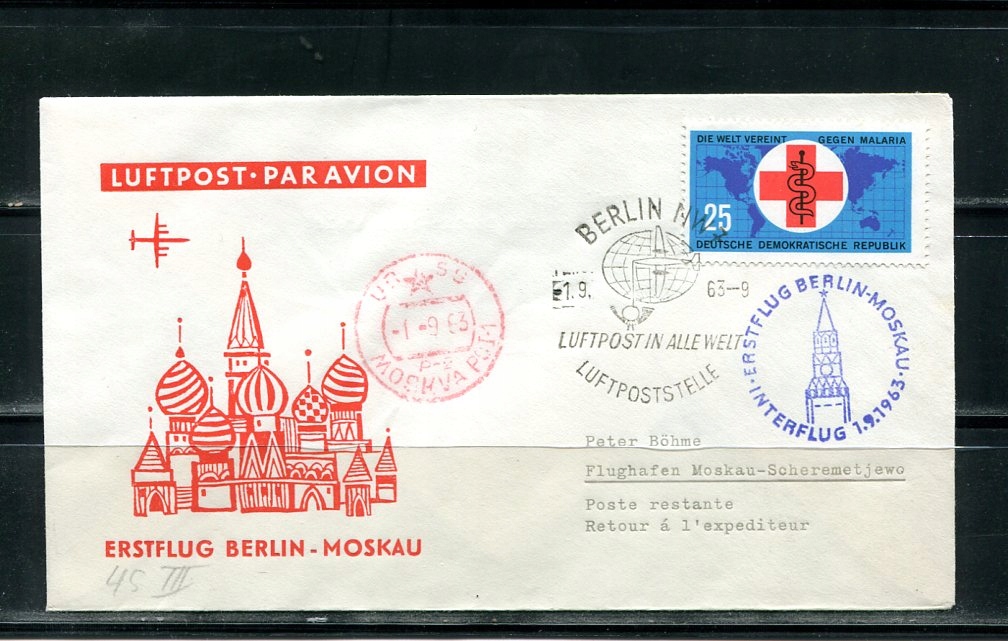 LUFTPOST·PAR AVION
DIE WELT VEREINT GEGEN MALARIA
25
DEUTSCHE DEMOKRATISCHE REPUBLIK
BERLIN NW 7
1.9. 63--9
LUFTPOST IN ALLE WELT
LUFTPOSTSTELLE
MOSKVA
-1-9 63
·ERSTFLUG BERLIN-MOSKAU·
INTERFLUG 1.9.1963
Peter Böhme
Flughafen Moskau-Scheremetjewo
Poste restante
Retour á l'expediteur
ERSTFLUG BERLIN-MOSKAU
45 III